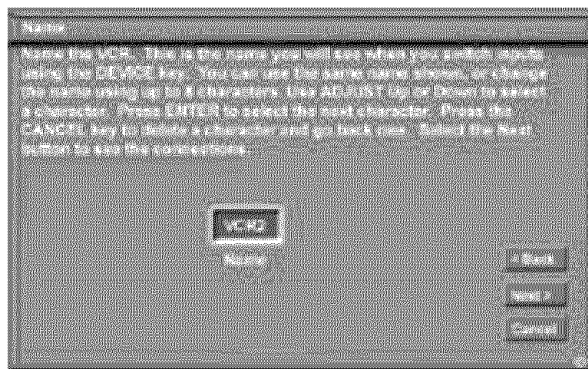 Name
Name the VCR. This is the name you will see when you switch inputs
using the DEVICE key. You can use the same name shown, or change
the name using up to 8 characters. Use ADJUST Up or Down to select
a character. Press ENTER to select the next character. Press the
CANCEL key to delete a character and go back one. Select the Next
button to see the connections.
VCR2
Name
< Back
Next >
Cancel